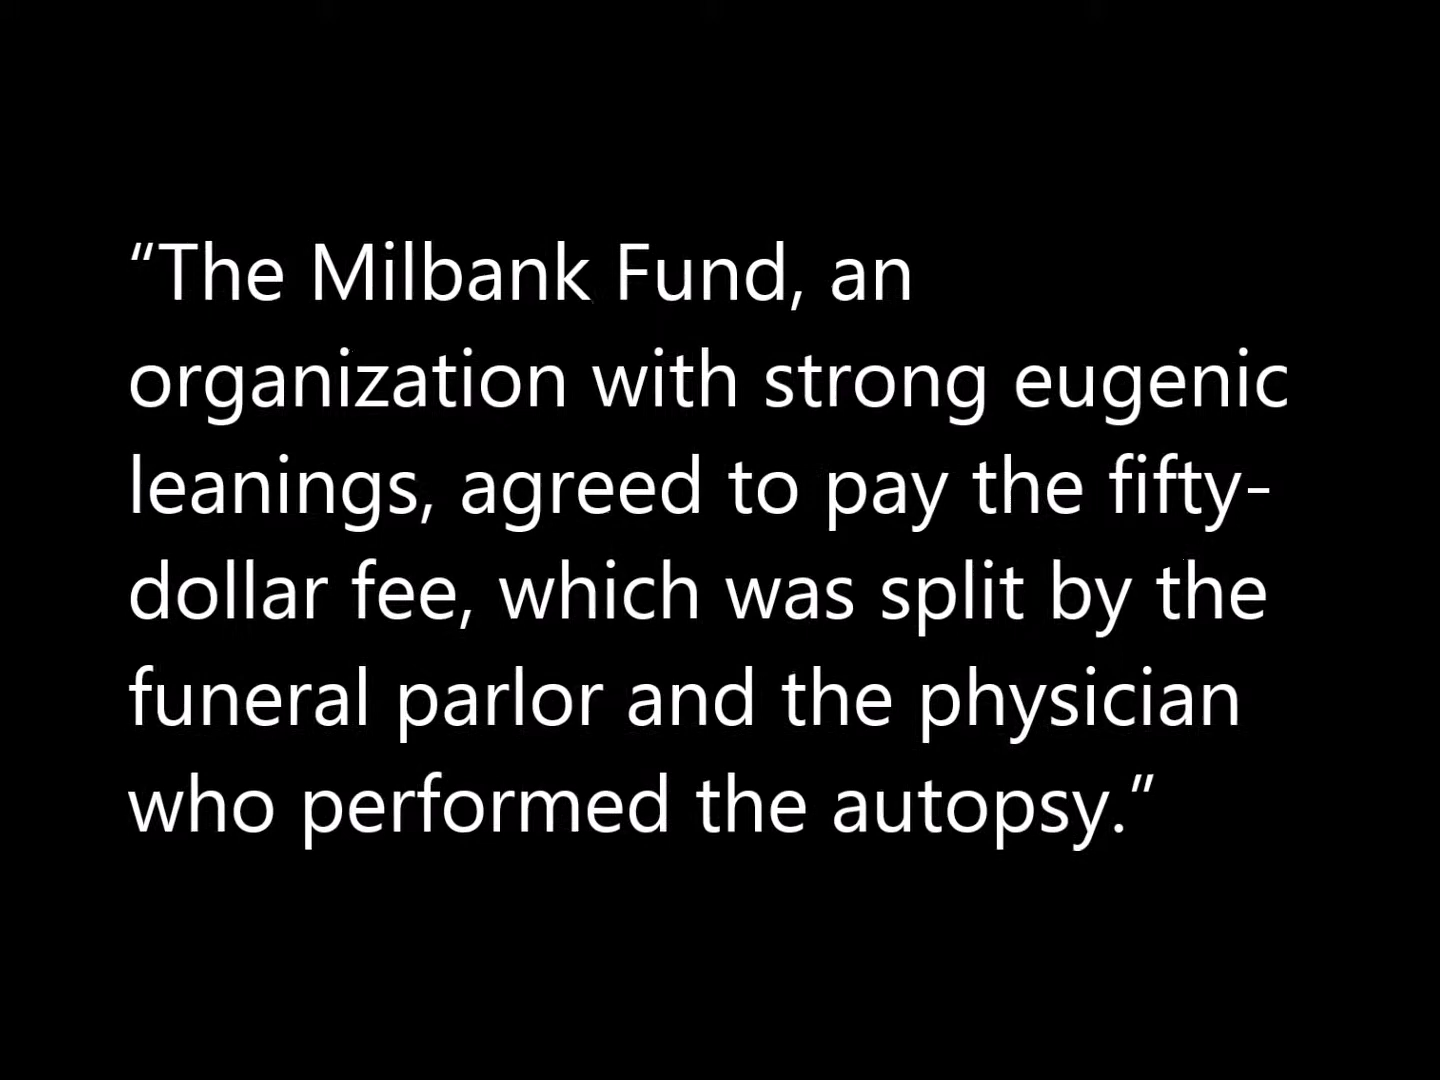 “The Milbank Fund, an
organization with strong eugenic
leanings, agreed to pay the fifty-
dollar fee, which was split by the
funeral parlor and the physician
who performed the autopsy.”